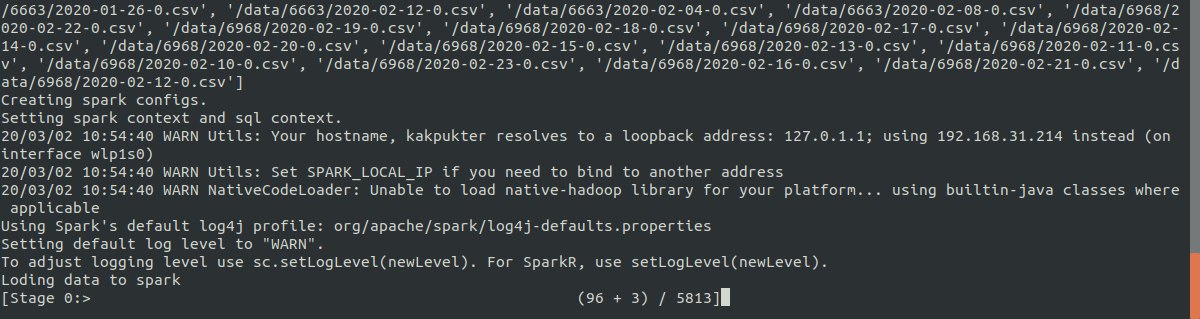 /6663/2020-01-26-0.csv', '/data/6663/2020-02-12-0.csv', '/data/6663/2020-02-04-0.csv', '/data/6663/2020-02-08-0.csv', '/data/6968/2
020-02-22-0.csv', '/data/6968/2020-02-19-0.csv', '/data/6968/2020-02-18-0.csv', '/data/6968/2020-02-17-0.csv', '/data/6968/2020-02-
14-0.csv', '/data/6968/2020-02-20-0.csv', '/data/6968/2020-02-15-0.csv', '/data/6968/2020-02-13-0.csv', '/data/6968/2020-02-11-0.cs
v', '/data/6968/2020-02-10-0.csv', '/data/6968/2020-02-23-0.csv', '/data/6968/2020-02-16-0.csv', '/data/6968/2020-02-21-0.csv', '/d
ata/6968/2020-02-12-0.csv']
Creating spark configs.
Setting spark context and sql context.
20/03/02 10:54:40 WARN Utils: Your hostname, kakpukter resolves to a loopback address: 127.0.1.1; using 192.168.31.214 instead (on
interface wlp1s0)
20/03/02 10:54:40 WARN Utils: Set SPARK_LOCAL_IP if you need to bind to another address
20/03/02 10:54:40 WARN NativeCodeLoader: Unable to load native-hadoop library for your platform... using builtin-java classes where
 applicable
Using Spark's default log4j profile: org/apache/spark/log4j-defaults.properties
Setting default log level to "WARN".
To adjust logging level use sc.setLogLevel(newLevel). For SparkR, use setLogLevel(newLevel).
Loding data to spark
[Stage 0:>                                                      (96 + 3) / 5813]